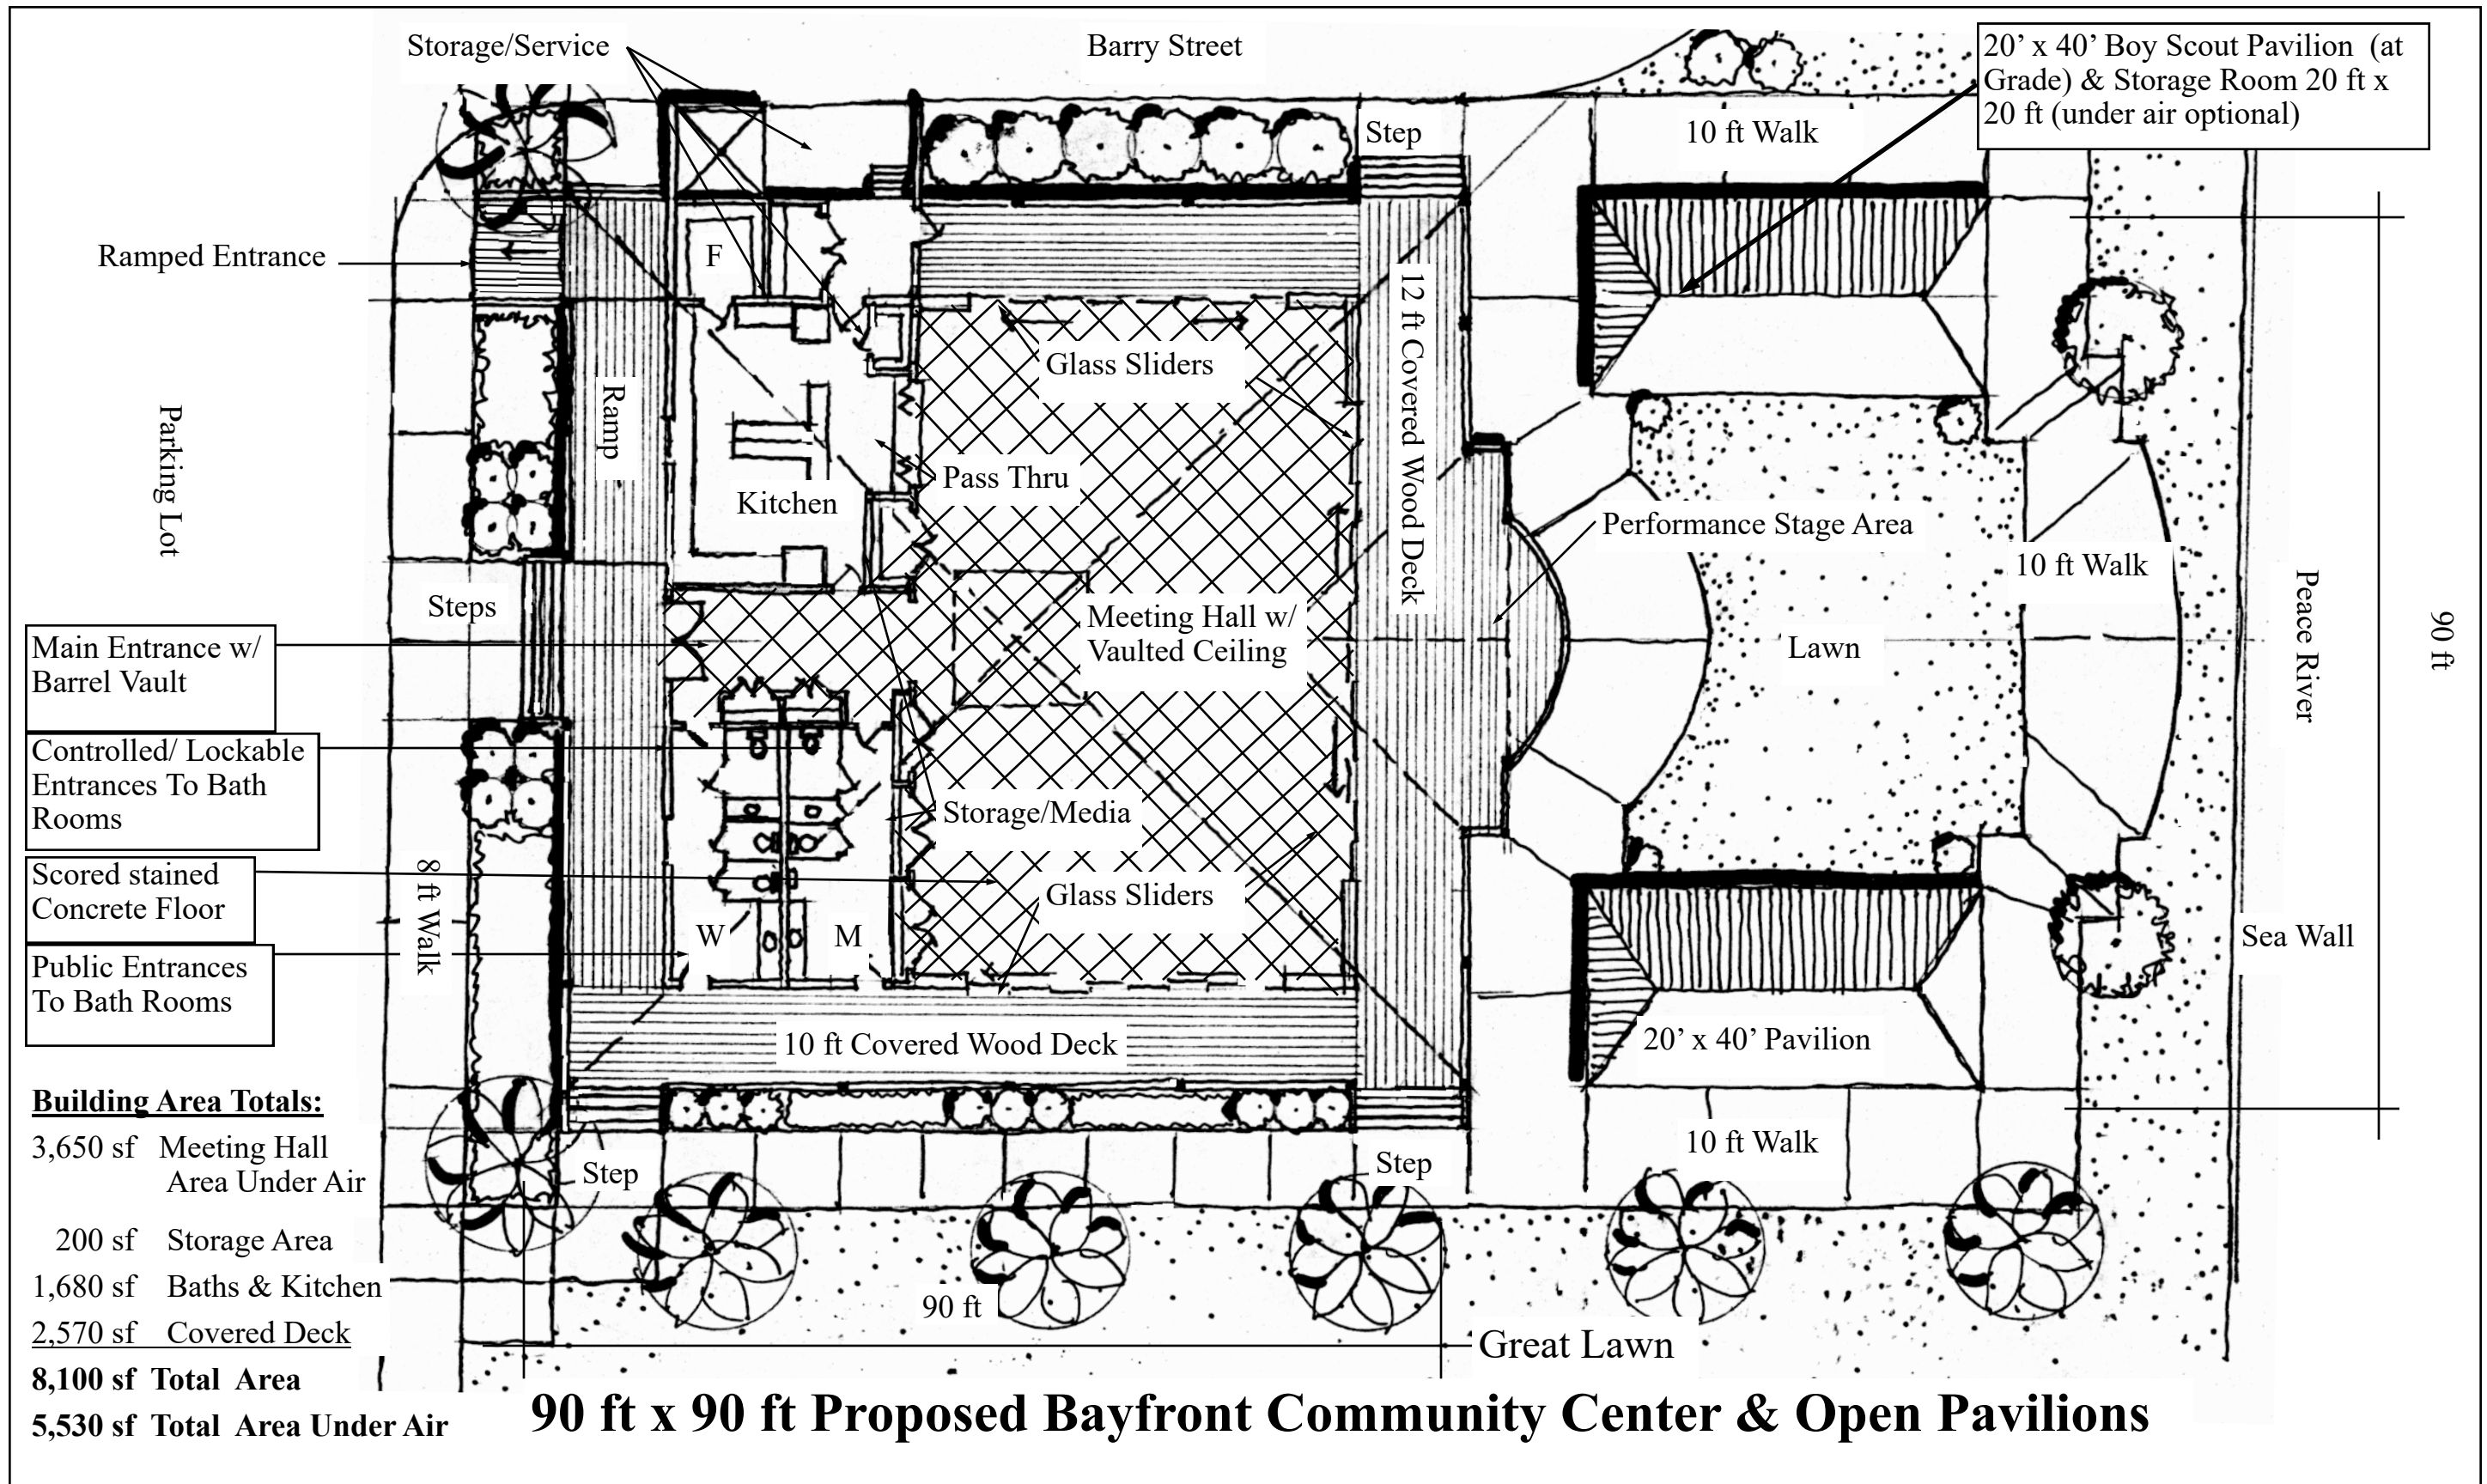 Storage/Service
Barry Street
20’ x 40’ Boy Scout Pavilion (at
Grade) & Storage Room 20 ft x
20 ft (under air optional)
Step
10 ft Walk
Ramped Entrance
F
12 ft Covered Wood Deck
Glass Sliders
Ramp
Parking Lot
Pass Thru
Kitchen
Performance Stage Area
10 ft Walk
Peace River
90 ft
Steps
Meeting Hall w/
Vaulted Ceiling
Lawn
Main Entrance w/
Barrel Vault
Controlled/ Lockable
Entrances To Bath
Rooms
Storage/Media
Scored stained
Concrete Floor
8 ft Walk
Glass Sliders
W
M
Sea Wall
Public Entrances
To Bath Rooms
10 ft Covered Wood Deck
20’ x 40’ Pavilion
Building Area Totals:
3,650 sf Meeting Hall
Area Under Air
200 sf Storage Area
1,680 sf Baths & Kitchen
2,570 sf Covered Deck
8,100 sf Total Area
5,530 sf Total Area Under Air
Step
Step
10 ft Walk
90 ft
Great Lawn
90 ft x 90 ft Proposed Bayfront Community Center & Open Pavilions